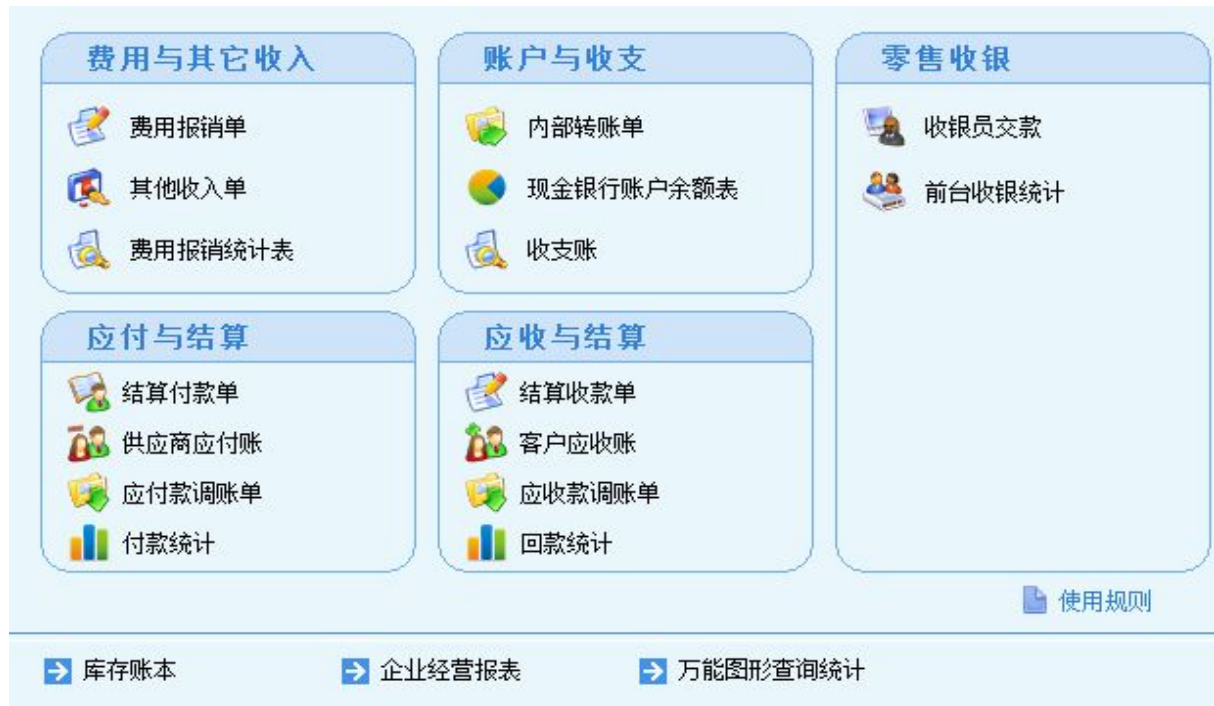 费用与其它收入
费用报销单
其他收入单
费用报销统计表
账户与收支
内部转账单
现金银行账户余额表
收支账
零售收银
收银员交款
前台收银统计
应付与结算
结算付款单
供应商应付账
应付款调账单
付款统计
应收与结算
结算收款单
客户应收账
应收款调账单
回款统计
使用规则
库存账本
企业经营报表
万能图形查询统计